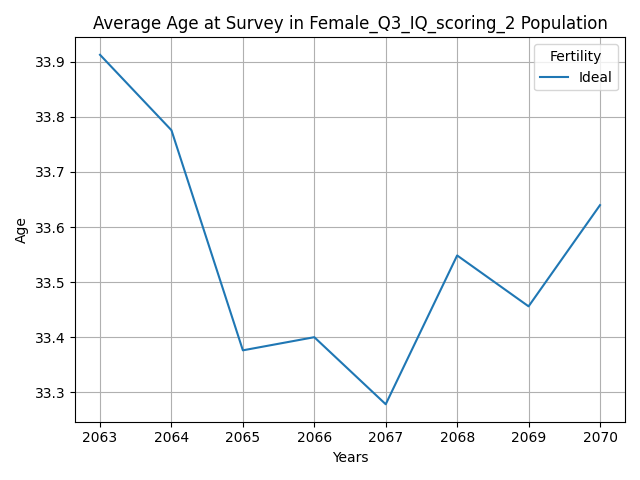 Average Age at Survey in Female_Q3_IQ_scoring_2 Population
Fertility
Ideal
33.9
33.8
33.7
33.6
33.5
33.4
33.3
Age
2063 2064 2065 2066 2067 2068 2069 2070
Years